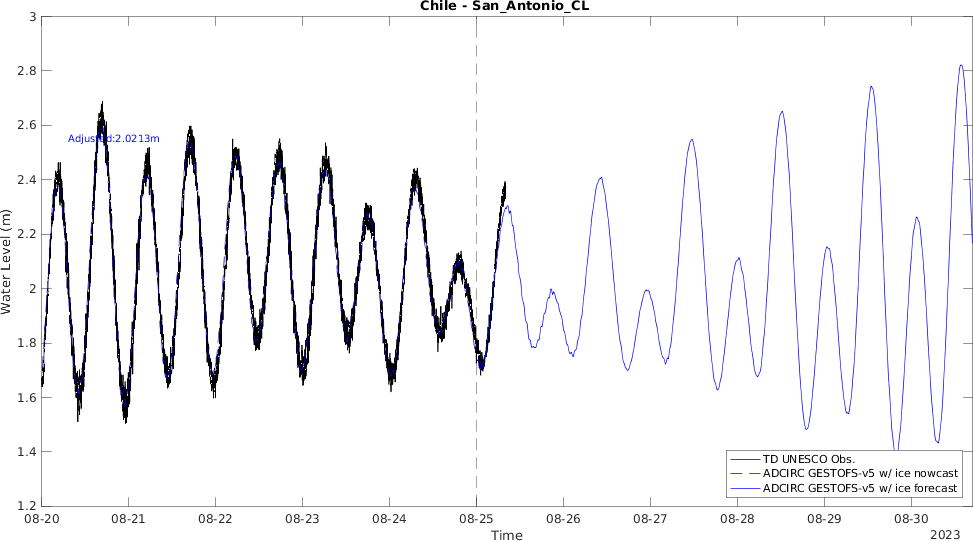 Chile - San_Antonio_CL
3
2.8
2.6
2.4
2.2
2
1.8
1.6
1.4
1.2
Water Level (m)
Adjusted:2.0213m
TD UNESCO Obs.
ADCIRC GESTOFS-v5 w/ ice nowcast
ADCIRC GESTOFS-v5 w/ ice forecast
08-20 08-21 08-22 08-23 08-24 08-25 08-26 08-27 08-28 08-29 08-30
Time
2023